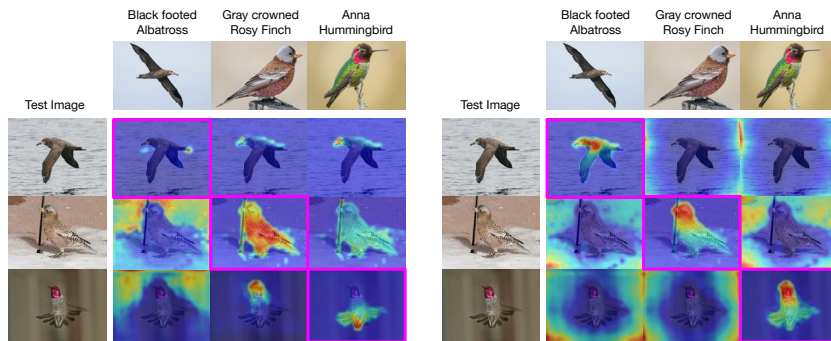 Black footed
Albatross
Gray crowned
Rosy Finch
Anna
Hummingbird
Test Image
Black footed
Albatross
Gray crowned
Rosy Finch
Anna
Hummingbird
Test Image